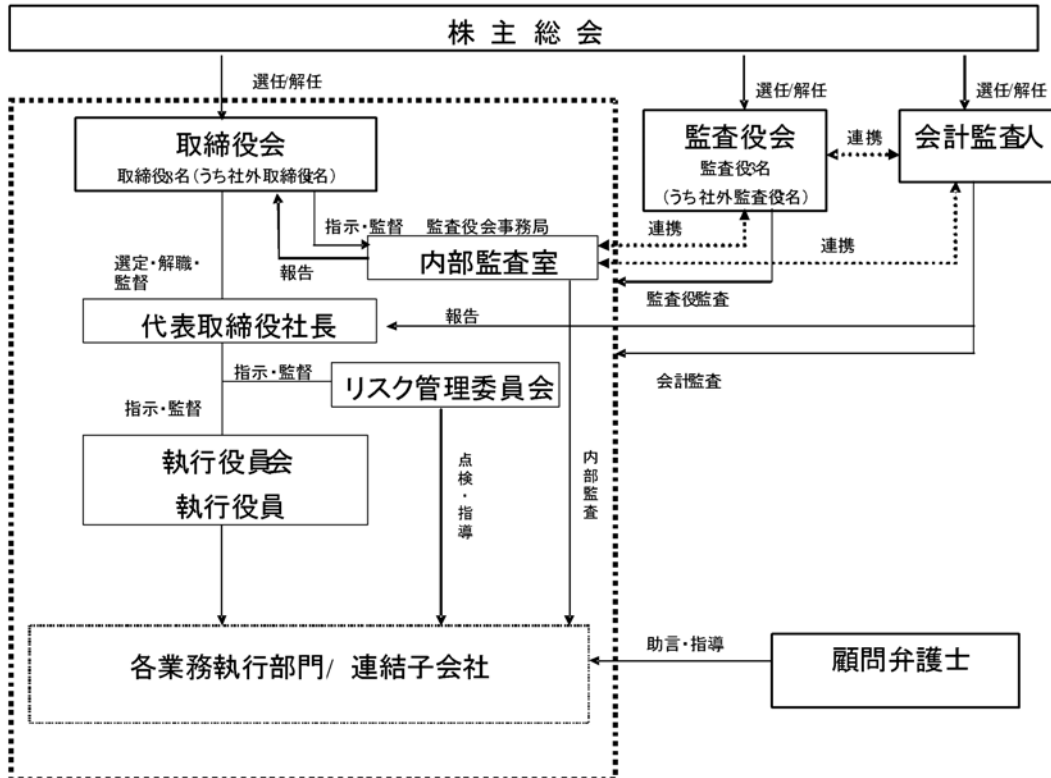 株主総会
選任/解任
選任/解任
選任/解任
取締役会
取締役8名(うち社外取締役名)
監査役会
監査役3名
(うち社外監査役名)
連携
会計監査人
指示・監督
監査役会事務局
内部監査室
報告
連携
連携
選定・解職・
監督
監査役監査
代表取締役社長
報告
指示・監督
リスク管理委員会
会計監査
指示・監督
執行役員会
執行役員
点検・指導
内部監査
各業務執行部門/ 連結子会社
助言・指導
顧問弁護士